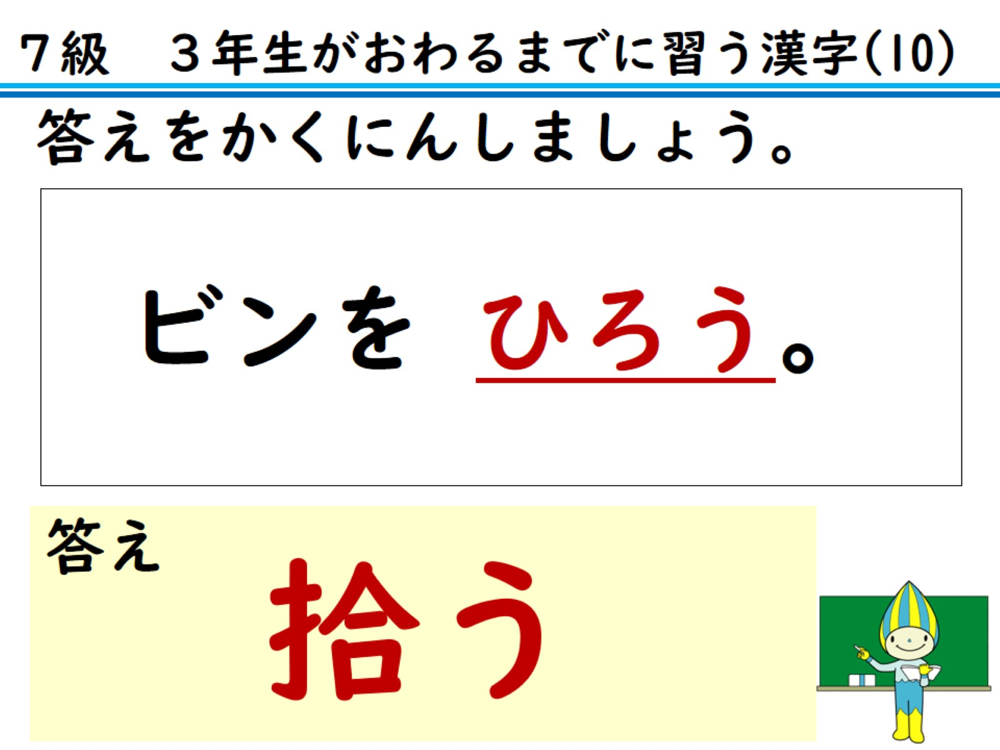 ７級　３年生がおわるまでに習う漢字(10)
答えをかくにんしましょう。
ビンを ひろう。
答え
拾う